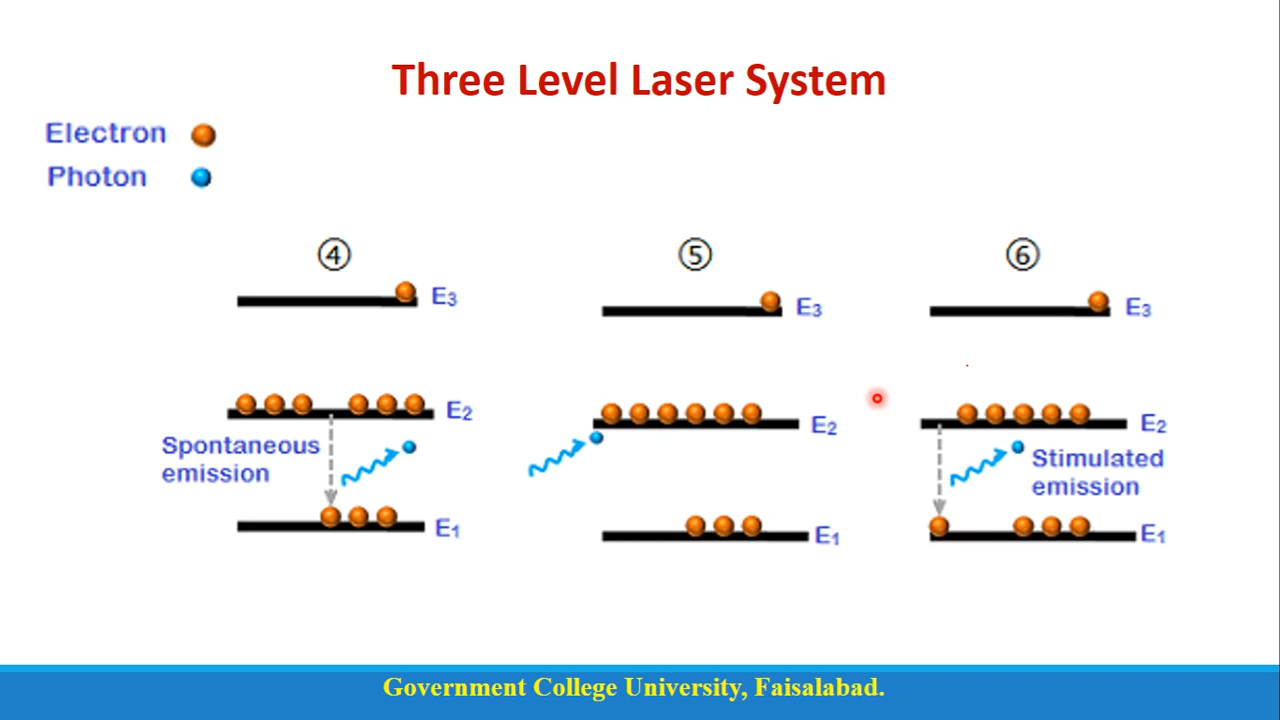 Three Level Laser System
Electron
Photon
④ ⑤ ⑥
E₃ E₃ E₃
E₂ E₂ E₂
Spontaneous
emission
Stimulated
emission
E₁ E₁ E₁
Government College University, Faisalabad.